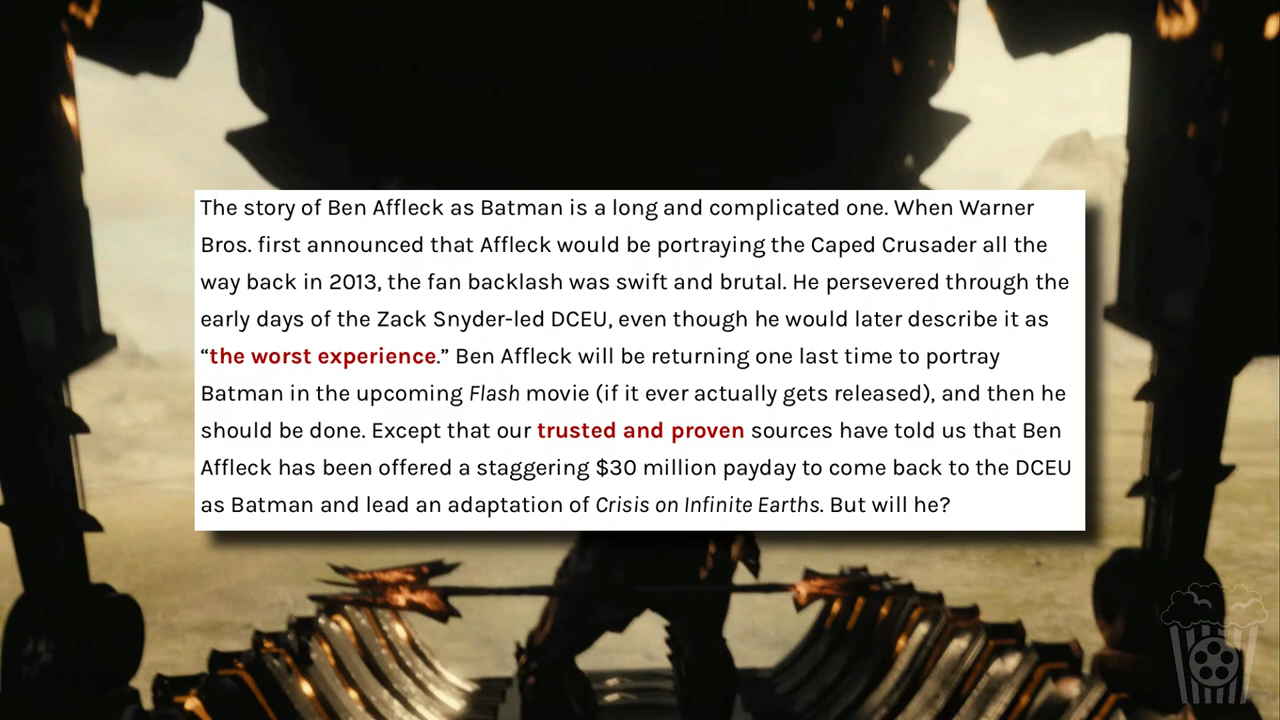 The story of Ben Affleck as Batman is a long and complicated one. When Warner
Bros. first announced that Affleck would be portraying the Caped Crusader all the
way back in 2013, the fan backlash was swift and brutal. He persevered through the
early days of the Zack Snyder-led DCEU, even though he would later describe it as
“the worst experience.” Ben Affleck will be returning one last time to portray
Batman in the upcoming Flash movie (if it ever actually gets released), and then he
should be done. Except that our trusted and proven sources have told us that Ben
Affleck has been offered a staggering $30 million payday to come back to the DCEU
as Batman and lead an adaptation of Crisis on Infinite Earths. But will he?